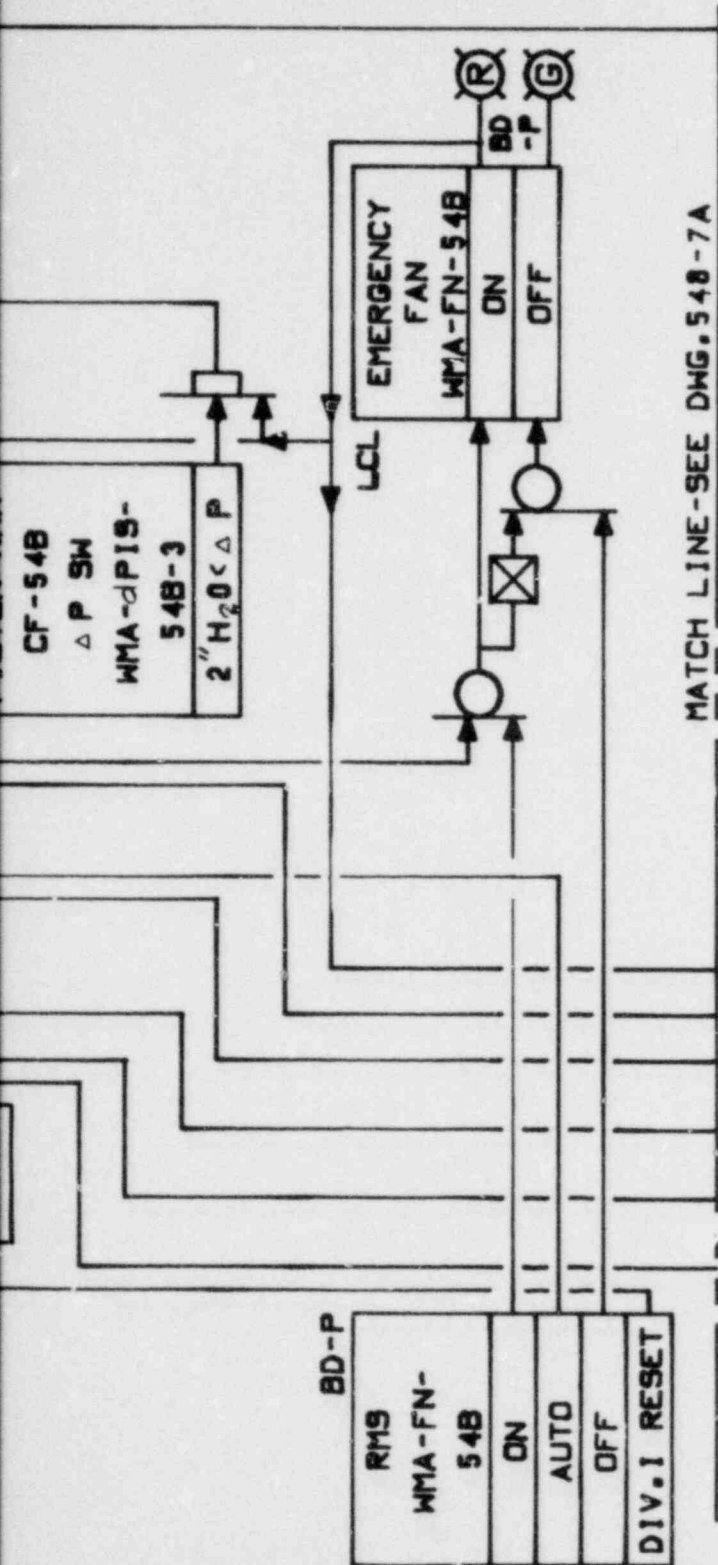 CF-54B
△ P SW
WMA-dPIS-
54B-3
2"H₂O < △ P
BD-P
RMS
WMA-FN-
54B
ON
AUTO
OFF
DIV.I RESET
LCL
EMERGENCY
FAN
WMA-FN-54B
ON
OFF
BD
-P
R
G
MATCH LINE-SEE DWG.548-7A